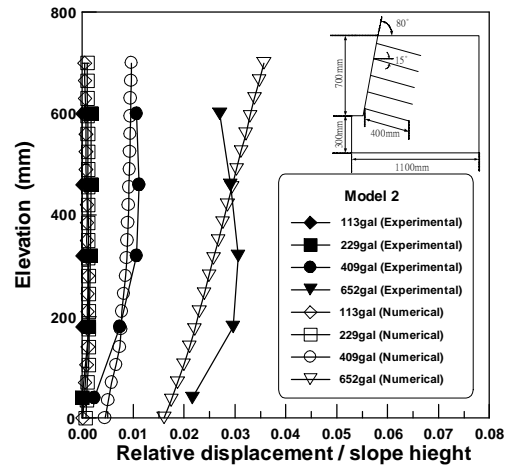 800
600
400
200
0
Elevation (mm)
0.00 0.01 0.02 0.03 0.04 0.05 0.06 0.07 0.08
Relative displacement / slope hieght
80°
15°
700mm
300mm
400mm
1100mm
Model 2
113gal (Experimental)
229gal (Experimental)
409gal (Experimental)
652gal (Experimental)
113gal (Numerical)
229gal (Numerical)
409gal (Numerical)
652gal (Numerical)